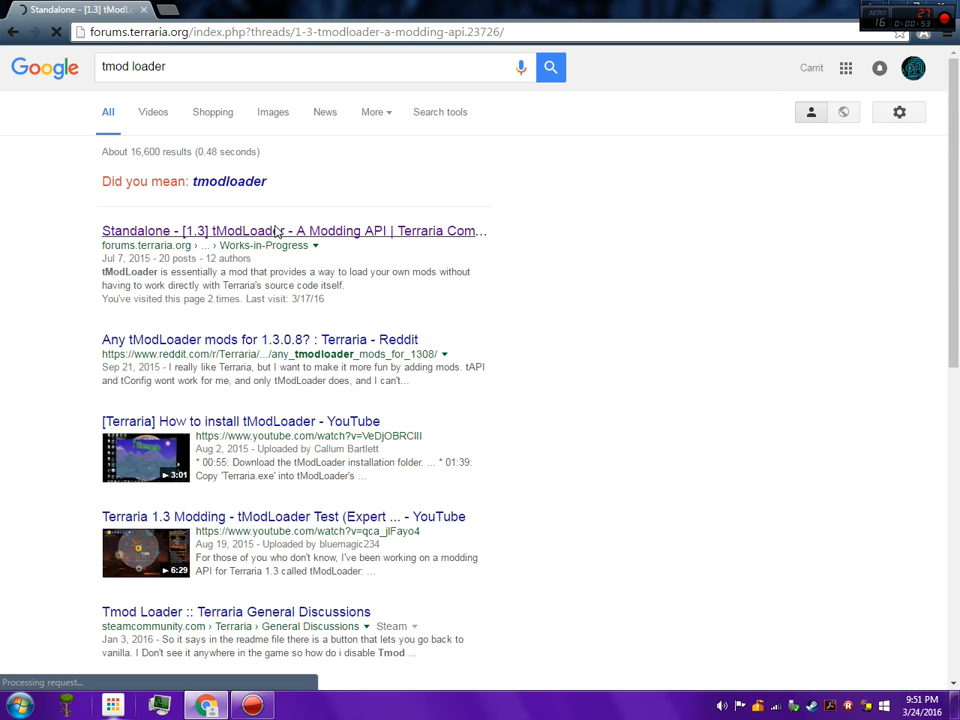 Standalone - [1.3] tMod
AERO
27
16
0:00:53
forums.terraria.org/index.php?threads/1-3-tmodloader-a-modding-api.23726/
Google
tmod loader
Carrit
All Videos Shopping Images News More Search tools
About 16,600 results (0.48 seconds)
Did you mean: tmodloader
Standalone - [1.3] tModLoader - A Modding API | Terraria Com...
forums.terraria.org › ... › Works-in-Progress
Jul 7, 2015 - 20 posts - 12 authors
tModLoader is essentially a mod that provides a way to load your own mods without
having to work directly with Terraria's source code itself.
You've visited this page 2 times. Last visit: 3/17/16
Any tModLoader mods for 1.3.0.8? : Terraria - Reddit
https://www.reddit.com/r/Terraria/.../any_tmodloader_mods_for_1308/
Sep 21, 2015 - I really like Terraria, but I want to make it more fun by adding mods. tAPI
and tConfig wont work for me, and only tModLoader does, and I can't...
[Terraria] How to install tModLoader - YouTube
https://www.youtube.com/watch?v=VeDjOBRClII
Aug 2, 2015 - Uploaded by Callum Bartlett
* 00:55: Download the tModLoader installation folder. ... * 01:39:
Copy 'Terraria.exe' into tModLoader's ...
3:01
Terraria 1.3 Modding - tModLoader Test (Expert ... - YouTube
https://www.youtube.com/watch?v=qca_jlFayo4
Aug 19, 2015 - Uploaded by bluemagic234
For those of you who don't know, I've been working on a modding
API for Terraria 1.3 called tModLoader: ...
6:29
Tmod Loader :: Terraria General Discussions
steamcommunity.com › Terraria › General Discussions Steam
Jan 3, 2016 - So it says in the readme file there is a button that lets you go back to
vanilla. I Don't see it anywhere in the game so how do i disable Tmod ...
Processing request...
9:51 PM
3/24/2016